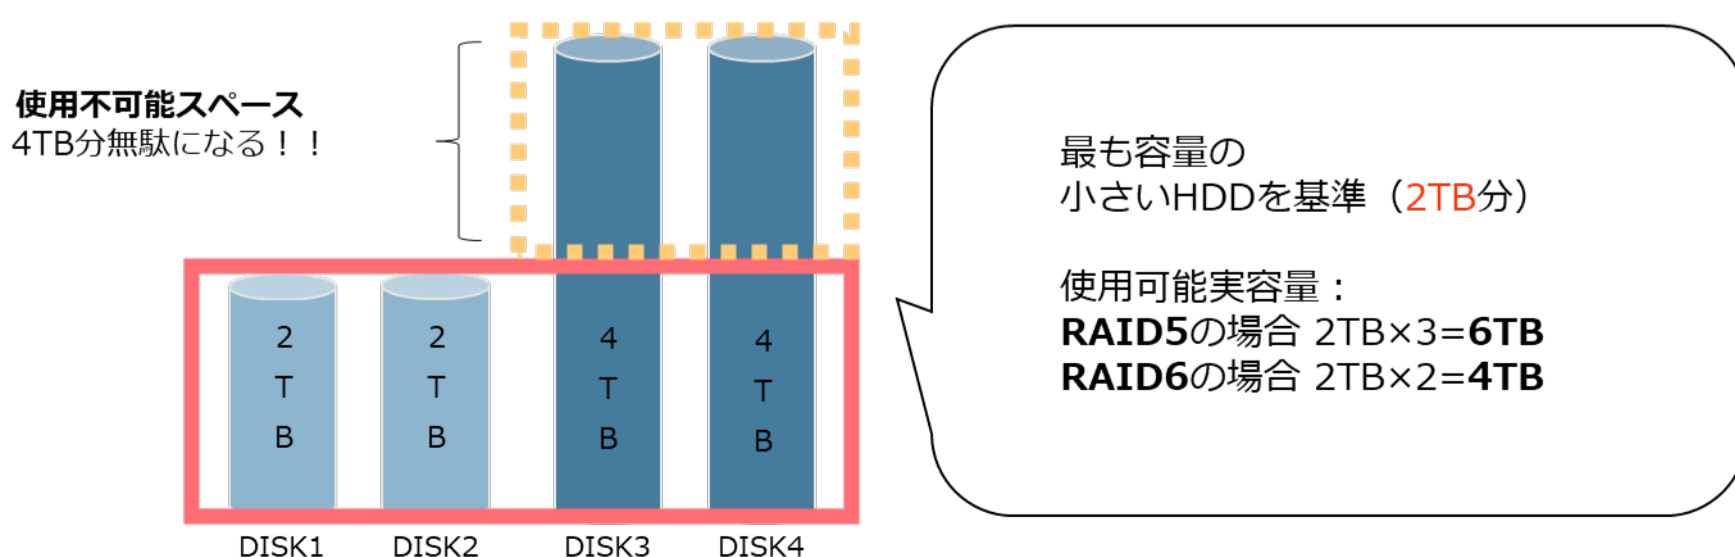 使用不可能スペース
4TB分無駄になる！！
最も容量の
小さいHDDを基準（2TB分）
使用可能実容量：
RAID5の場合 2TB×3=6TB
RAID6の場合 2TB×2=4TB
2
T
B
2
T
B
4
T
B
4
T
B
DISK1
DISK2
DISK3
DISK4